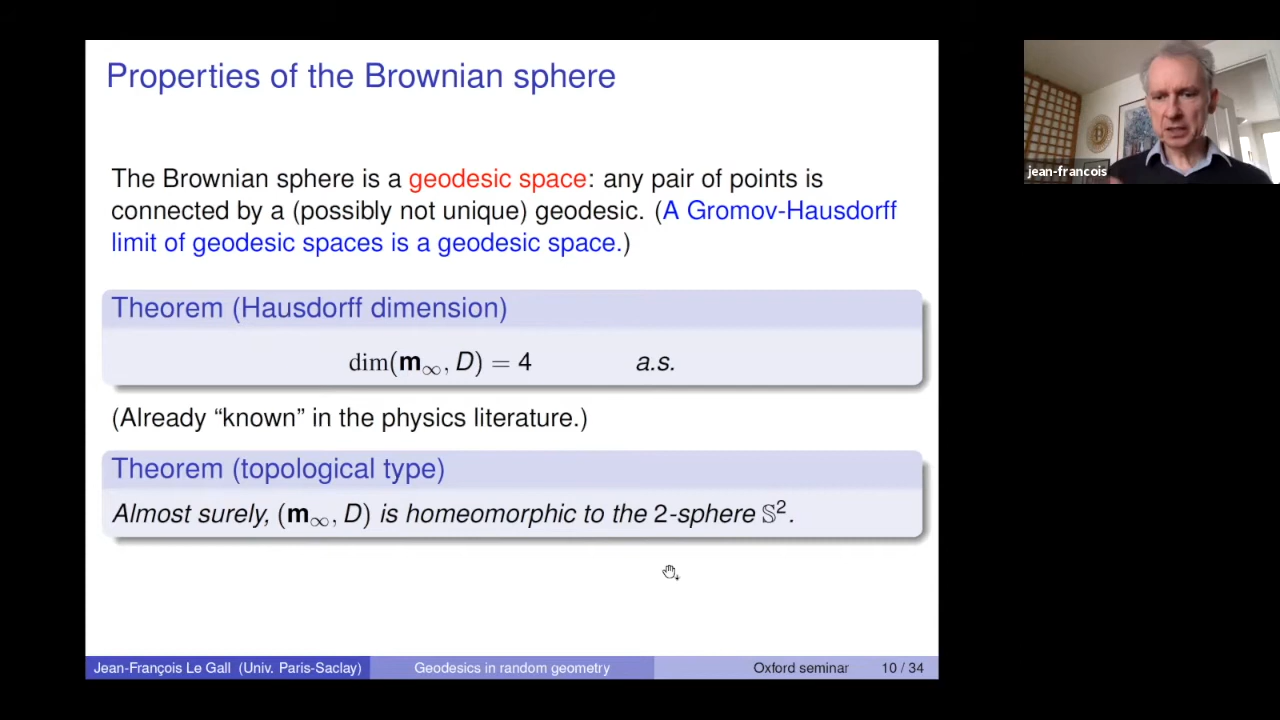 Properties of the Brownian sphere
The Brownian sphere is a geodesic space: any pair of points is
connected by a (possibly not unique) geodesic. (A Gromov-Hausdorff
limit of geodesic spaces is a geodesic space.)
Theorem (Hausdorff dimension)
dim(m∞, D) = 4 a.s.
(Already “known” in the physics literature.)
Theorem (topological type)
Almost surely, (m∞, D) is homeomorphic to the 2-sphere 𝕊².
Jean-François Le Gall (Univ. Paris-Saclay) Geodesics in random geometry Oxford seminar 10 / 34
jean-francois